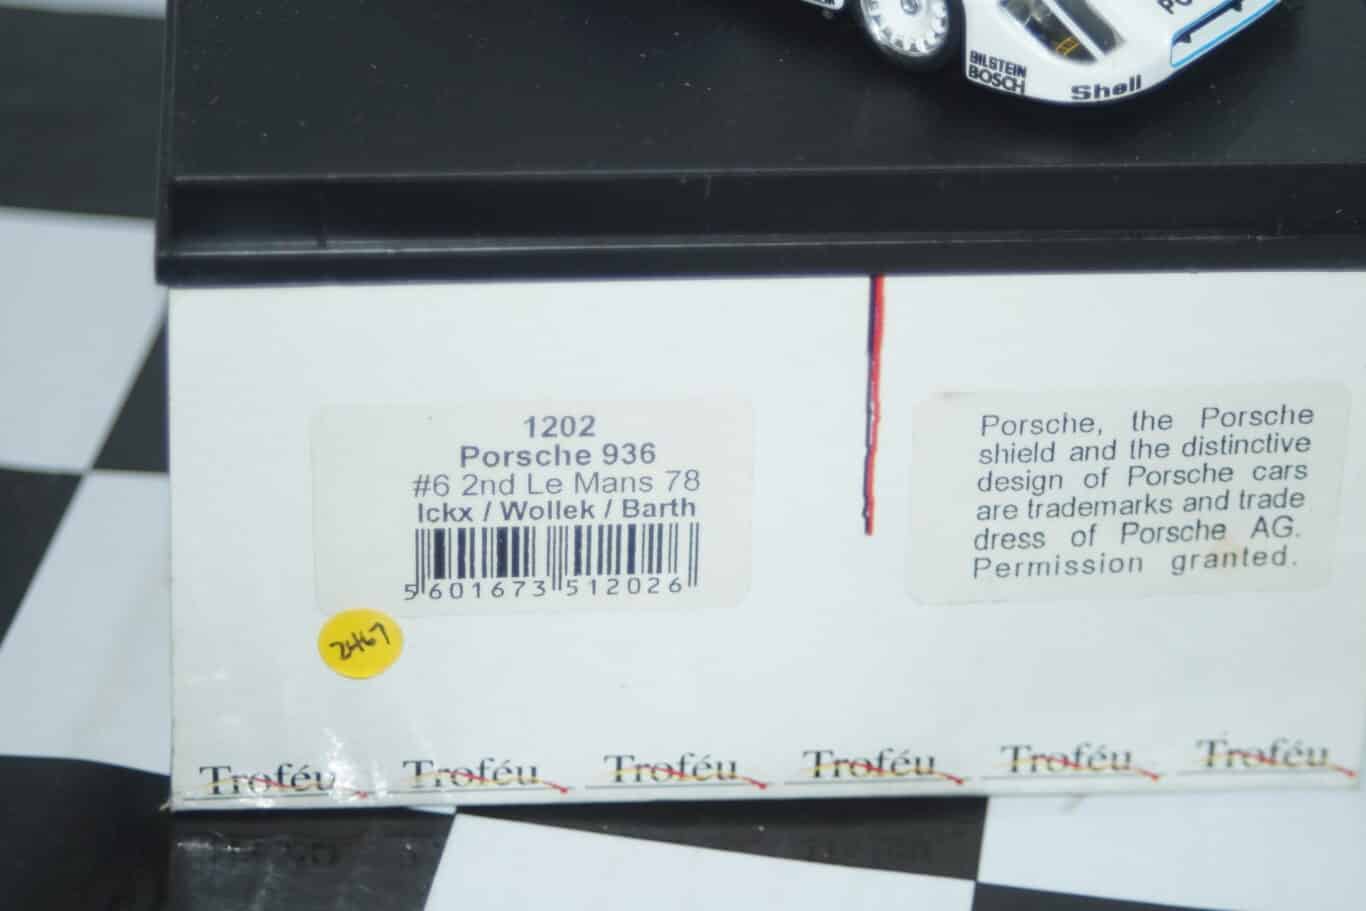 BILSTEIN
BOSCH
Shell
1202
Porsche 936
#6 2nd Le Mans 78
Ickx / Wollek / Barth
5 601673 512026
Porsche, the Porsche
shield and the distinctive
design of Porsche cars
are trademarks and trade
dress of Porsche AG.
Permission granted.
2467
Troféu Troféu Troféu Troféu Troféu Troféu